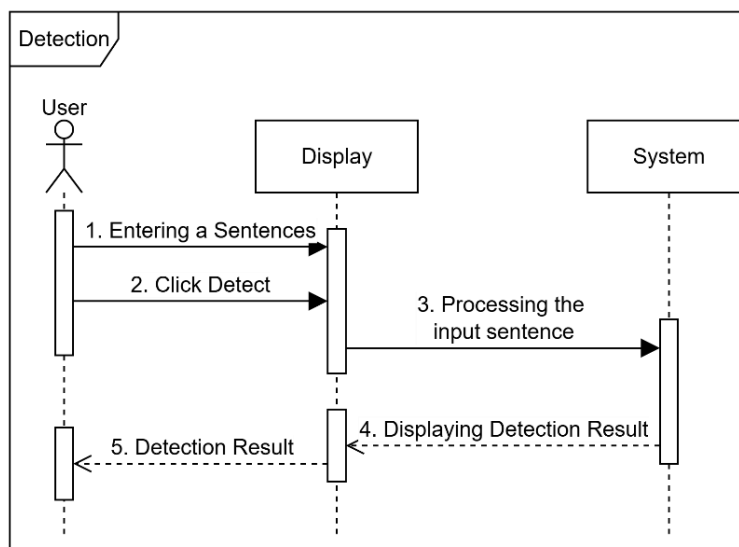 Detection
User
Display
System
1. Entering a Sentences
2. Click Detect
3. Processing the
input sentence
4. Displaying Detection Result
5. Detection Result